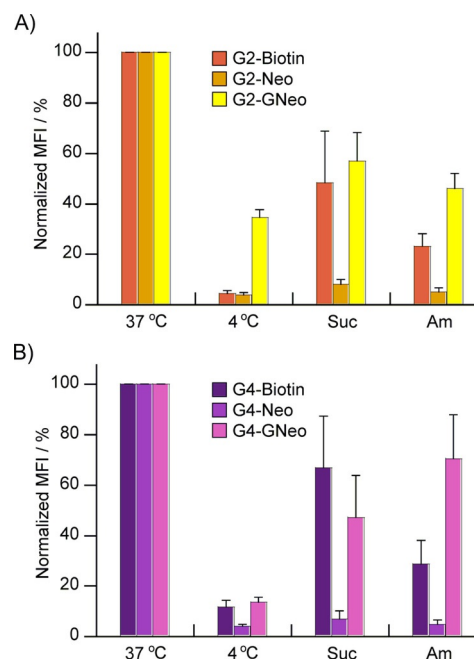 A)
Normalized MFI / %
100
80
60
40
20
0
G2-Biotin
G2-Neo
G2-GNeo
37 ºC
4 ºC
Suc
Am
B)
Normalized MFI / %
100
80
60
40
20
0
G4-Biotin
G4-Neo
G4-GNeo
37 ºC
4 ºC
Suc
Am